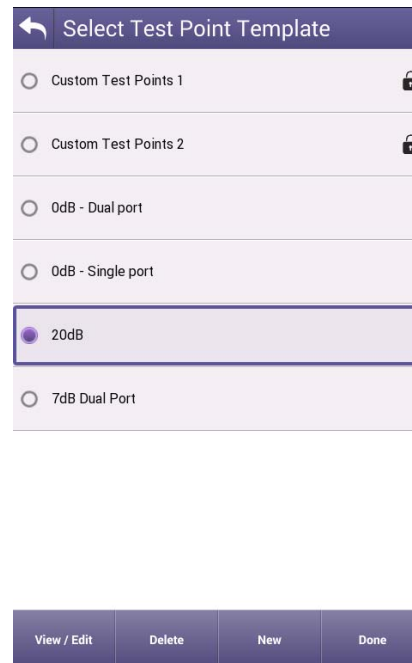 Select Test Point Template
Custom Test Points 1
Custom Test Points 2
0dB - Dual port
0dB - Single port
20dB
7dB Dual Port
View / Edit Delete New Done